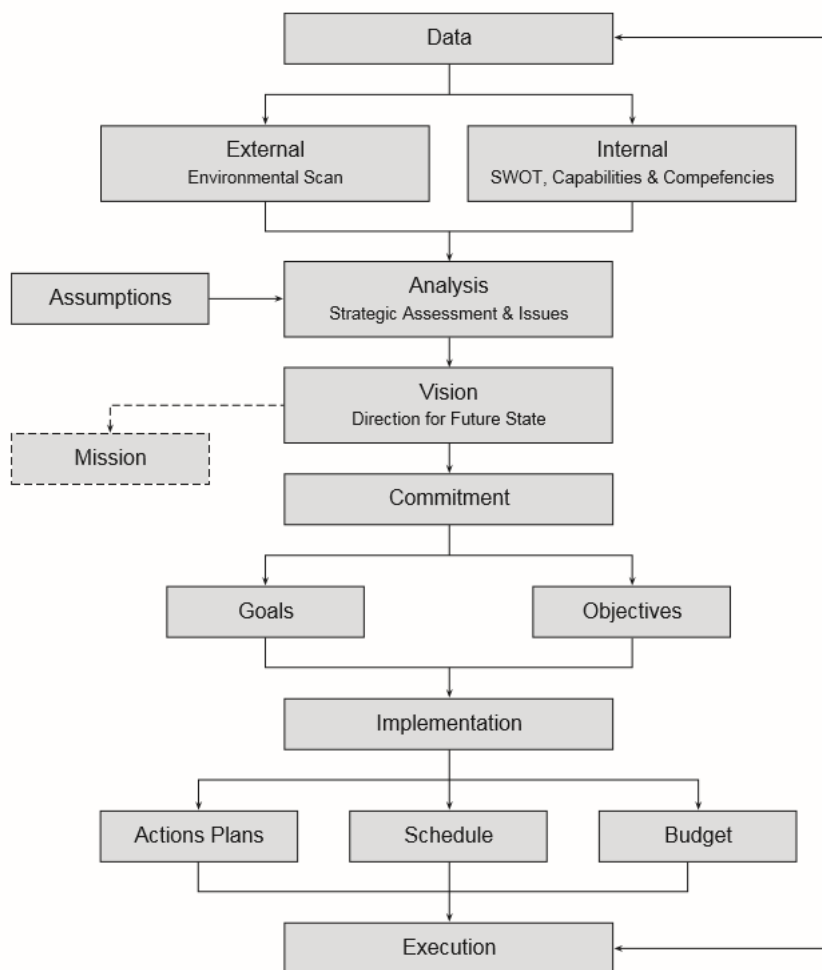 Data
External
Environmental Scan
Internal
SWOT, Capabilities & Compefencies
Assumptions
Analysis
Strategic Assessment & Issues
Vision
Direction for Future State
Mission
Commitment
Goals
Objectives
Implementation
Actions Plans
Schedule
Budget
Execution